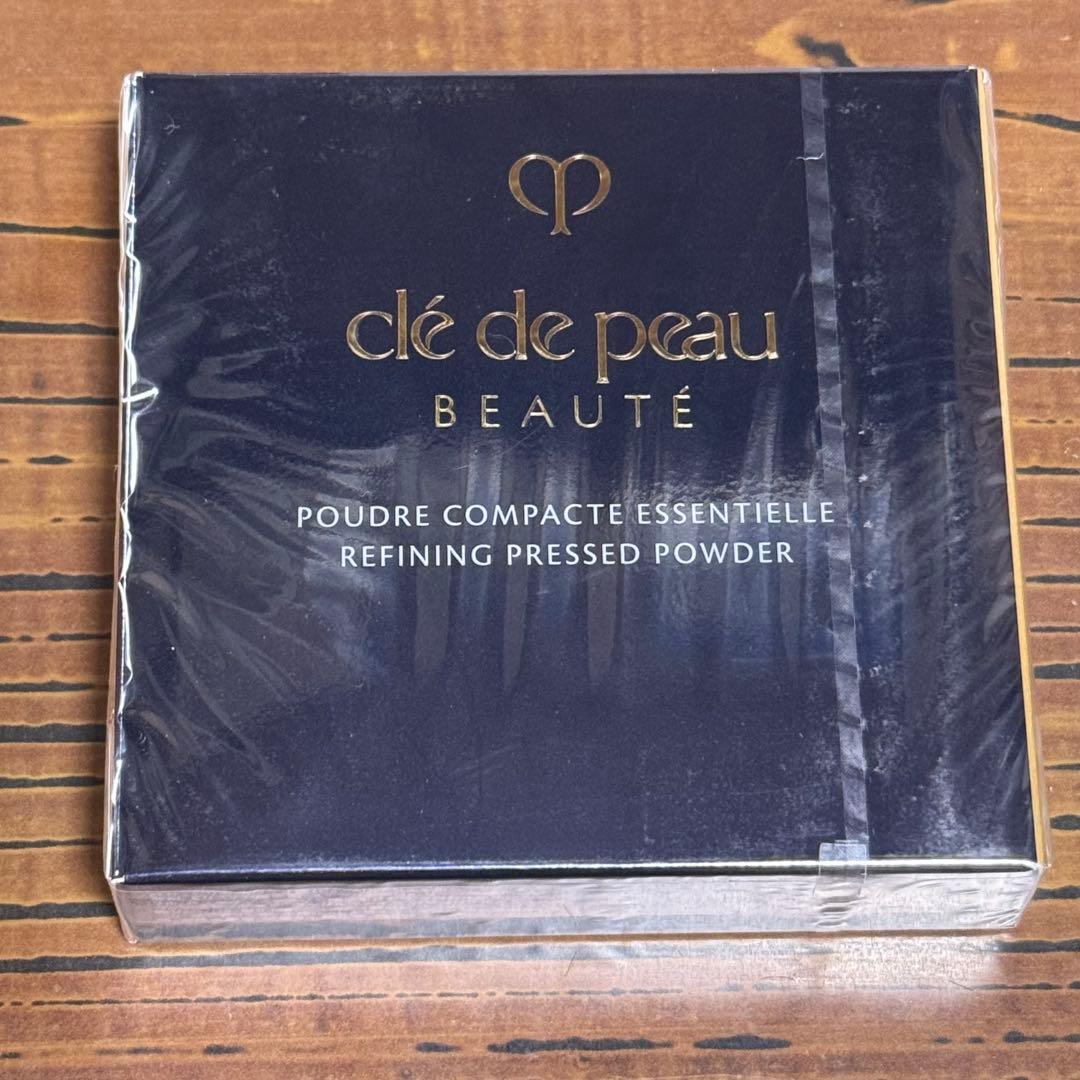 clé de peau
BEAUTÉ
POUDRE COMPACTE ESSENTIELLE
REFINING PRESSED POWDER